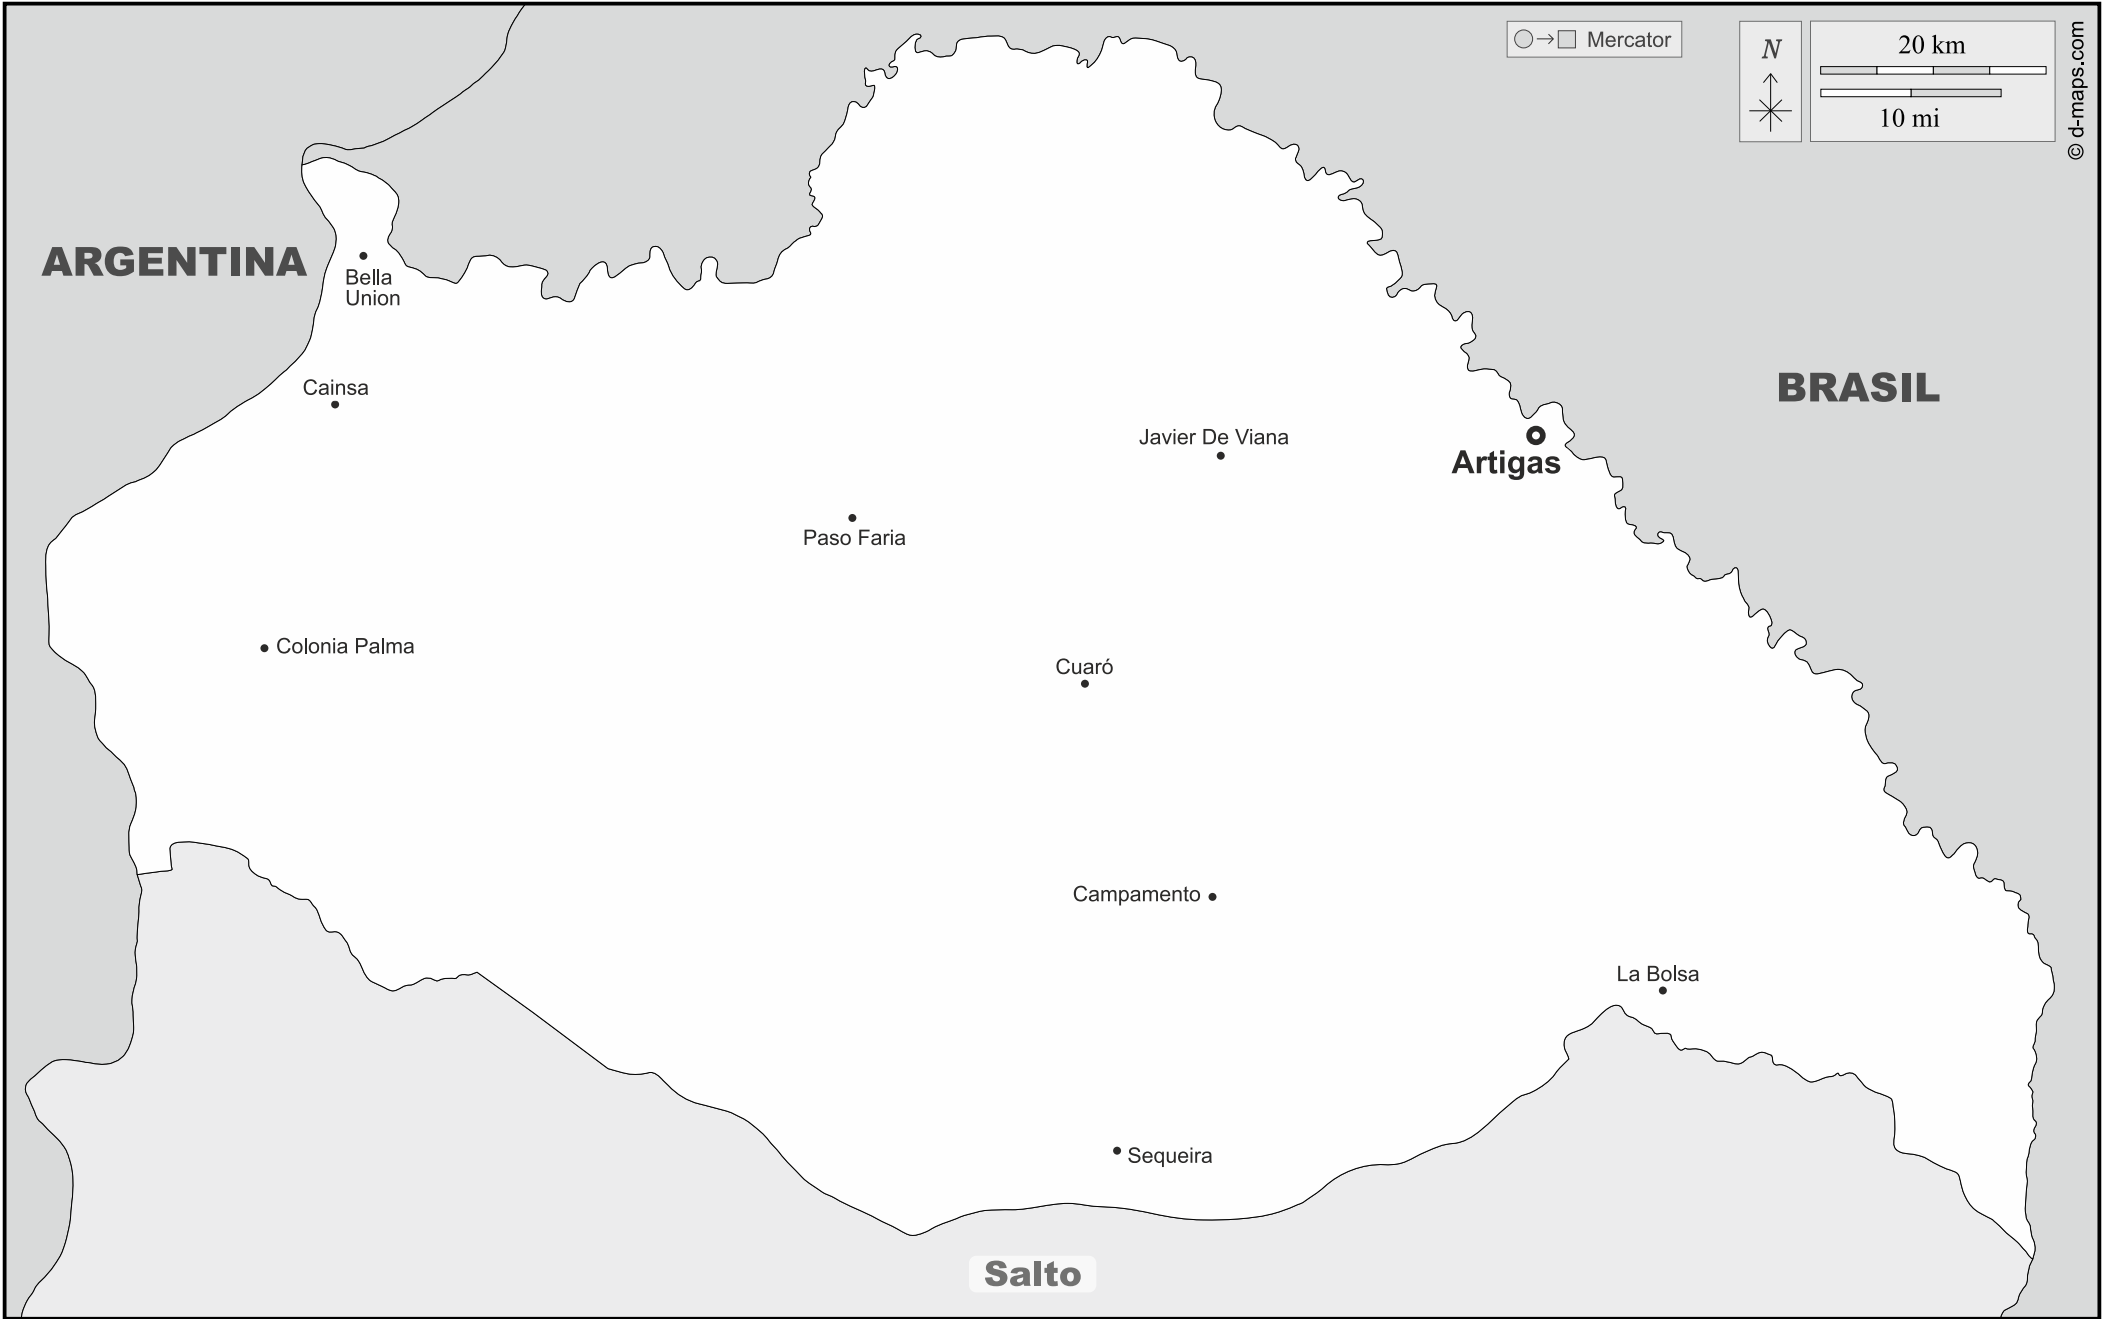 Mercator
N
20 km
10 mi
© d-maps.com
ARGENTINA
Bella
Union
Cainsa
BRASIL
Javier De Viana
Artigas
Paso Faria
Colonia Palma
Cuaró
Campamento
La Bolsa
Sequeira
Salto